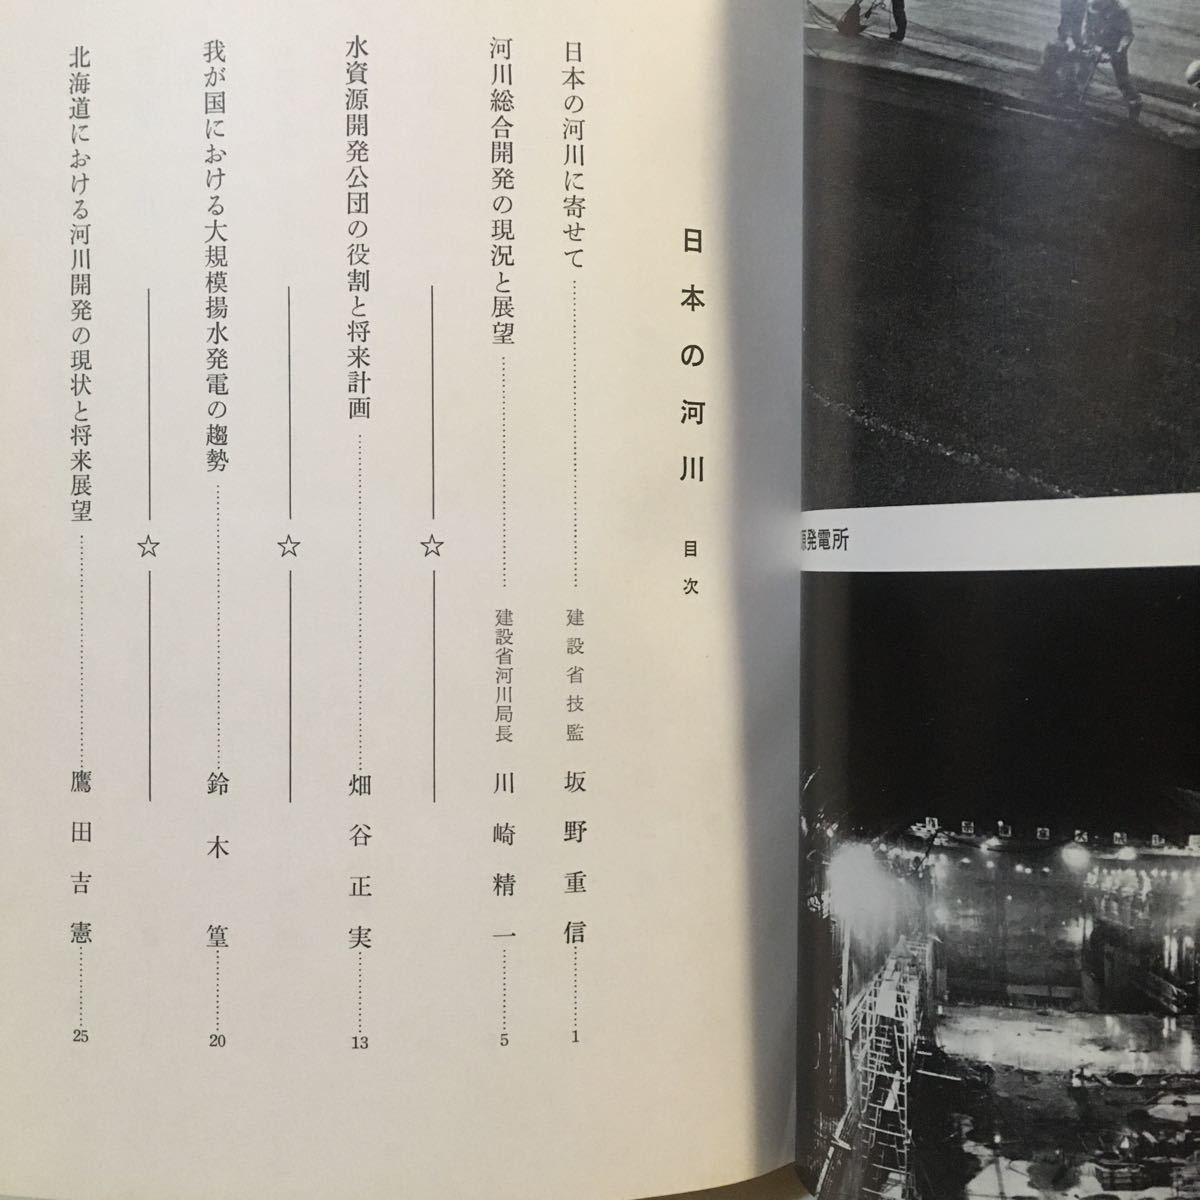 原発電所
日本の河川 目次
日本の河川に寄せて 建設省技監 坂野重信 1
河川総合開発の現況と展望 建設省河川局長 川崎精一 5
☆
水資源開発公団の役割と将来計画 畑谷正実 13
☆
我が国における大規模揚水発電の趨勢 鈴木篁 20
☆
北海道における河川開発の現状と将来展望 鷹田吉憲 25